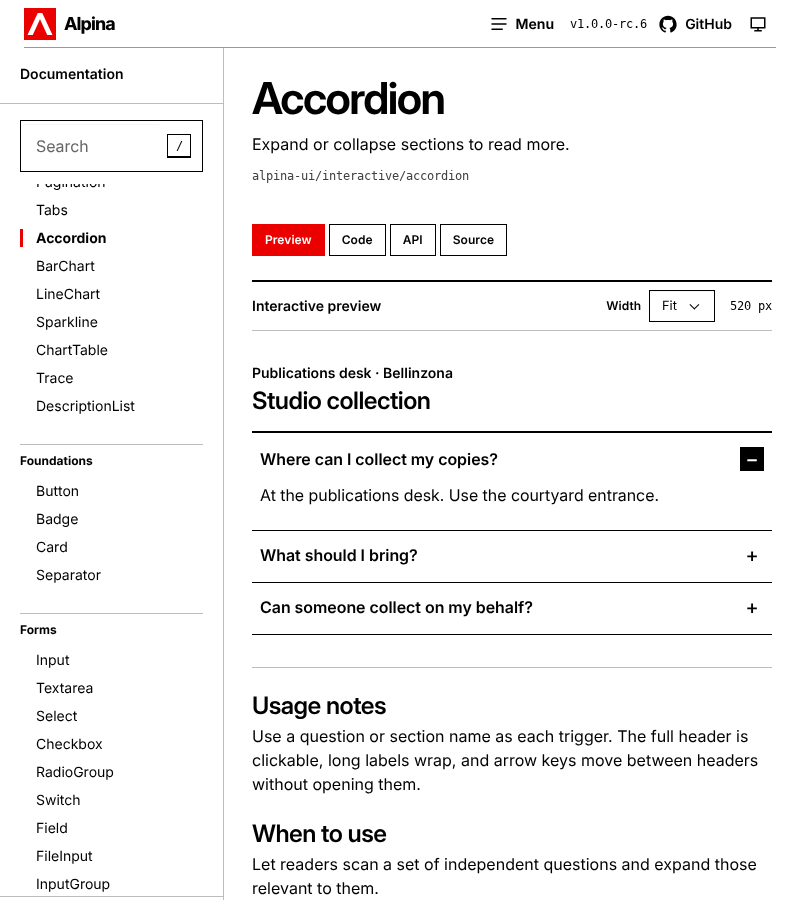 Alpina
Menu
v1.0.0-rc.6
GitHub
Documentation
Search
/
Pagination
Tabs
Accordion
BarChart
LineChart
Sparkline
ChartTable
Trace
DescriptionList
Foundations
Button
Badge
Card
Separator
Forms
Input
Textarea
Select
Checkbox
RadioGroup
Switch
Field
FileInput
InputGroup
Accordion
Expand or collapse sections to read more.
alpina-ui/interactive/accordion
Preview
Code
API
Source
Interactive preview
Width
Fit
520 px
Publications desk · Bellinzona
Studio collection
Where can I collect my copies?
−
At the publications desk. Use the courtyard entrance.
What should I bring?
+
Can someone collect on my behalf?
+
Usage notes
Use a question or section name as each trigger. The full header is
clickable, long labels wrap, and arrow keys move between headers
without opening them.
When to use
Let readers scan a set of independent questions and expand those
relevant to them.